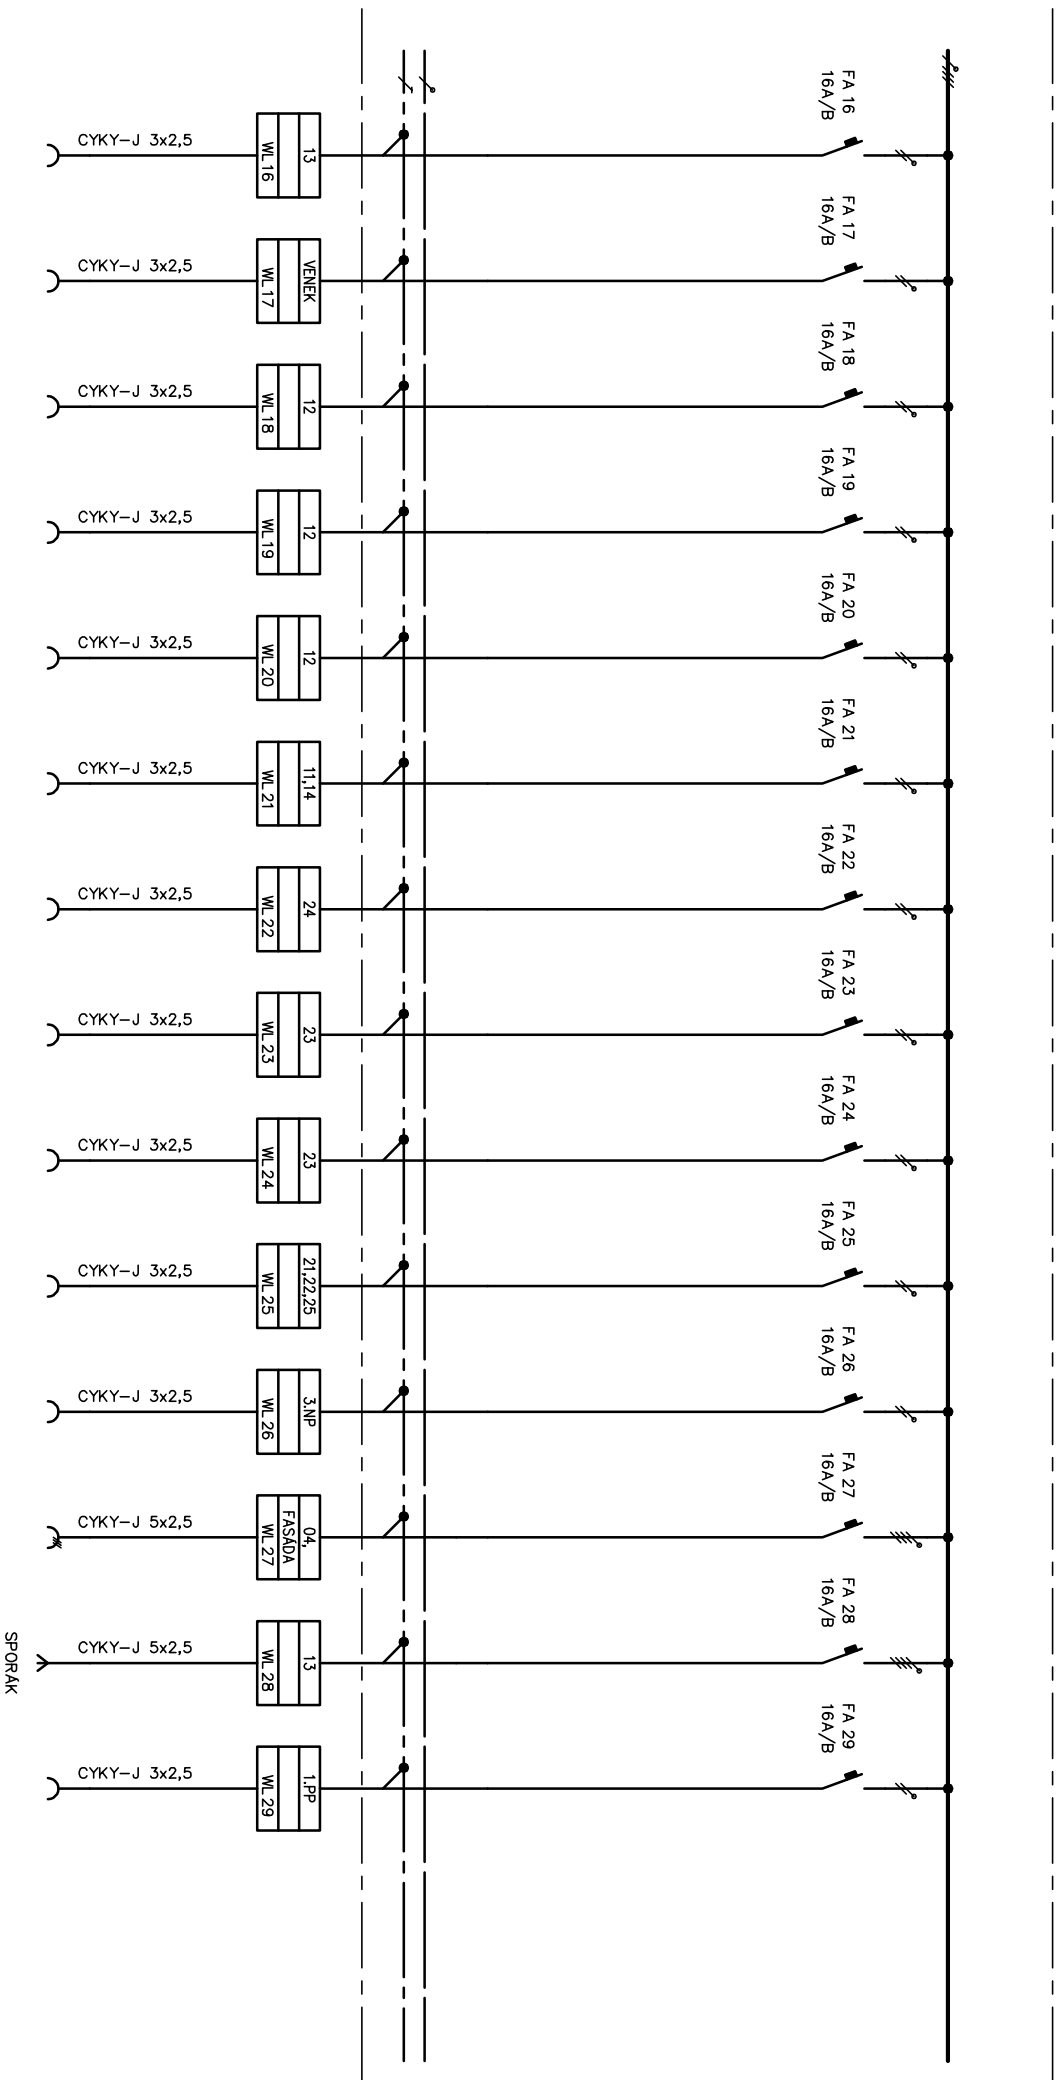 FA 16
16A/B
13
WL 16
CYKY-J 3x2,5
FA 17
16A/B
VENEK
WL 17
CYKY-J 3x2,5
FA 18
16A/B
12
WL 18
CYKY-J 3x2,5
FA 19
16A/B
12
WL 19
CYKY-J 3x2,5
FA 20
16A/B
12
WL 20
CYKY-J 3x2,5
FA 21
16A/B
11,14
WL 21
CYKY-J 3x2,5
FA 22
16A/B
24
WL 22
CYKY-J 3x2,5
FA 23
16A/B
23
WL 23
CYKY-J 3x2,5
FA 24
16A/B
23
WL 24
CYKY-J 3x2,5
FA 25
16A/B
21,22,25
WL 25
CYKY-J 3x2,5
FA 26
16A/B
3.NP
WL 26
CYKY-J 3x2,5
FA 27
16A/B
04,
FASÁDA
WL 27
CYKY-J 5x2,5
FA 28
16A/B
13
WL 28
CYKY-J 5x2,5
SPORÁK
FA 29
16A/B
1.PP
WL 29
CYKY-J 3x2,5